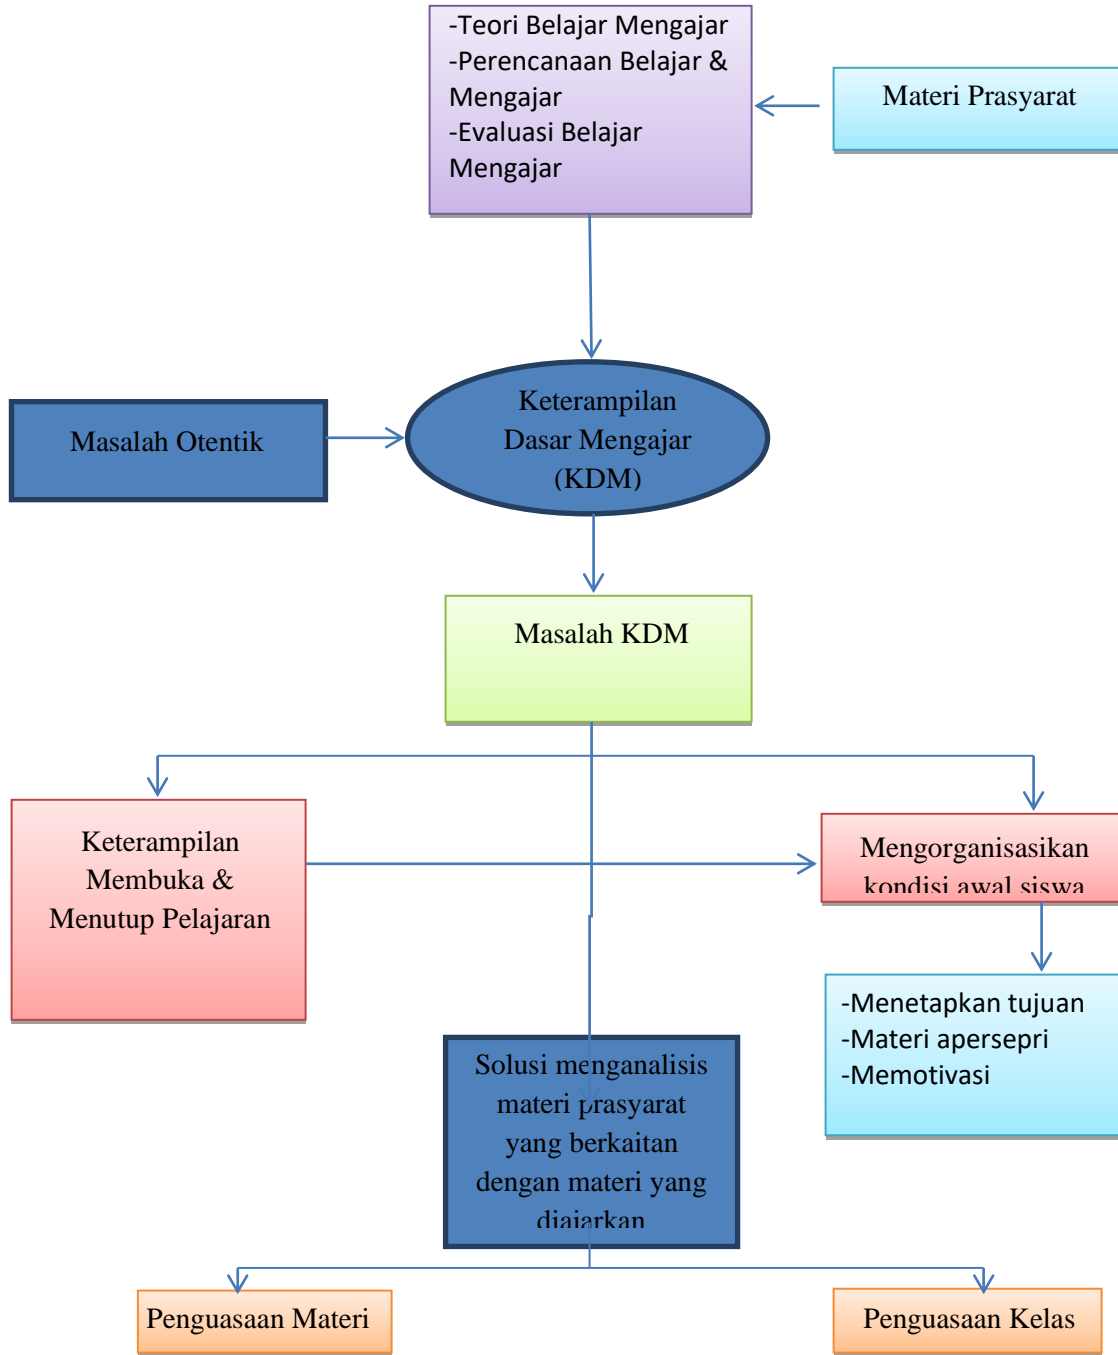 -Teori Belajar Mengajar
-Perencanaan Belajar &
Mengajar
-Evaluasi Belajar
Mengajar
Materi Prasyarat
Keterampilan
Dasar Mengajar
(KDM)
Masalah Otentik
Masalah KDM
Keterampilan
Membuka &
Menutup Pelajaran
Mengorganisasikan
kondisi awal siswa
-Menetapkan tujuan
-Materi apersepri
-Memotivasi
Solusi menganalisis
materi prasyarat
yang berkaitan
dengan materi yang
diajarkan
Penguasaan Materi
Penguasaan Kelas